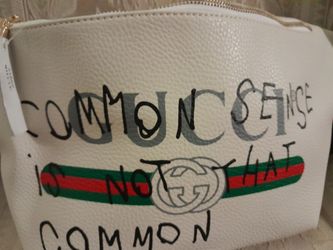 COMMON SENSE
GUCCI
IS NOT THAT
COMMON